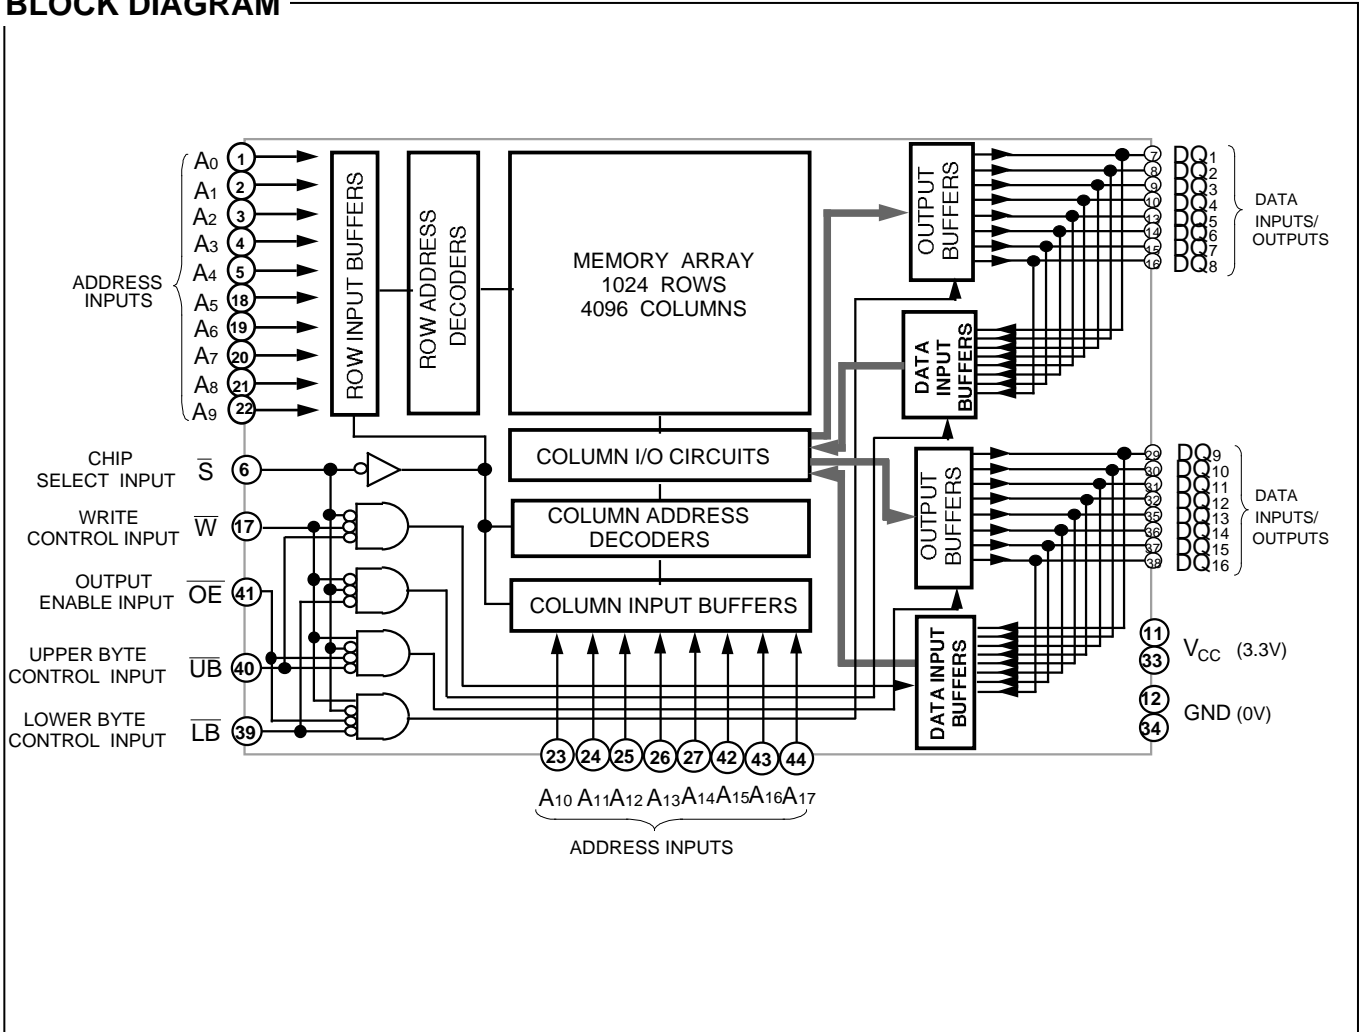 BLOCK DIAGRAM
ADDRESS
INPUTS
A0 1
A1 2
A2 3
A3 4
A4 5
A5 18
A6 19
A7 20
A8 21
A9 22
ROW INPUT BUFFERS
ROW ADDRESS
DECODERS
MEMORY ARRAY
1024 ROWS
4096 COLUMNS
COLUMN I/O CIRCUITS
COLUMN ADDRESS
DECODERS
COLUMN INPUT BUFFERS
CHIP
SELECT INPUT
S̅ 6
WRITE
CONTROL INPUT
W̅ 17
OUTPUT
ENABLE INPUT
O̅E̅ 41
UPPER BYTE
CONTROL INPUT
U̅B̅ 40
LOWER BYTE
CONTROL INPUT
L̅B̅ 39
OUTPUT
BUFFERS
DATA
INPUT
BUFFERS
OUTPUT
BUFFERS
DATA INPUT
BUFFERS
7 DQ1
8 DQ2
9 DQ3
10 DQ4
13 DQ5
14 DQ6
15 DQ7
16 DQ8
DATA
INPUTS/
OUTPUTS
29 DQ9
30 DQ10
31 DQ11
32 DQ12
35 DQ13
36 DQ14
37 DQ15
38 DQ16
DATA
INPUTS/
OUTPUTS
11
33
VCC (3.3V)
12
34
GND (0V)
23 24 25 26 27 42 43 44
A10 A11 A12 A13 A14 A15 A16 A17
ADDRESS INPUTS